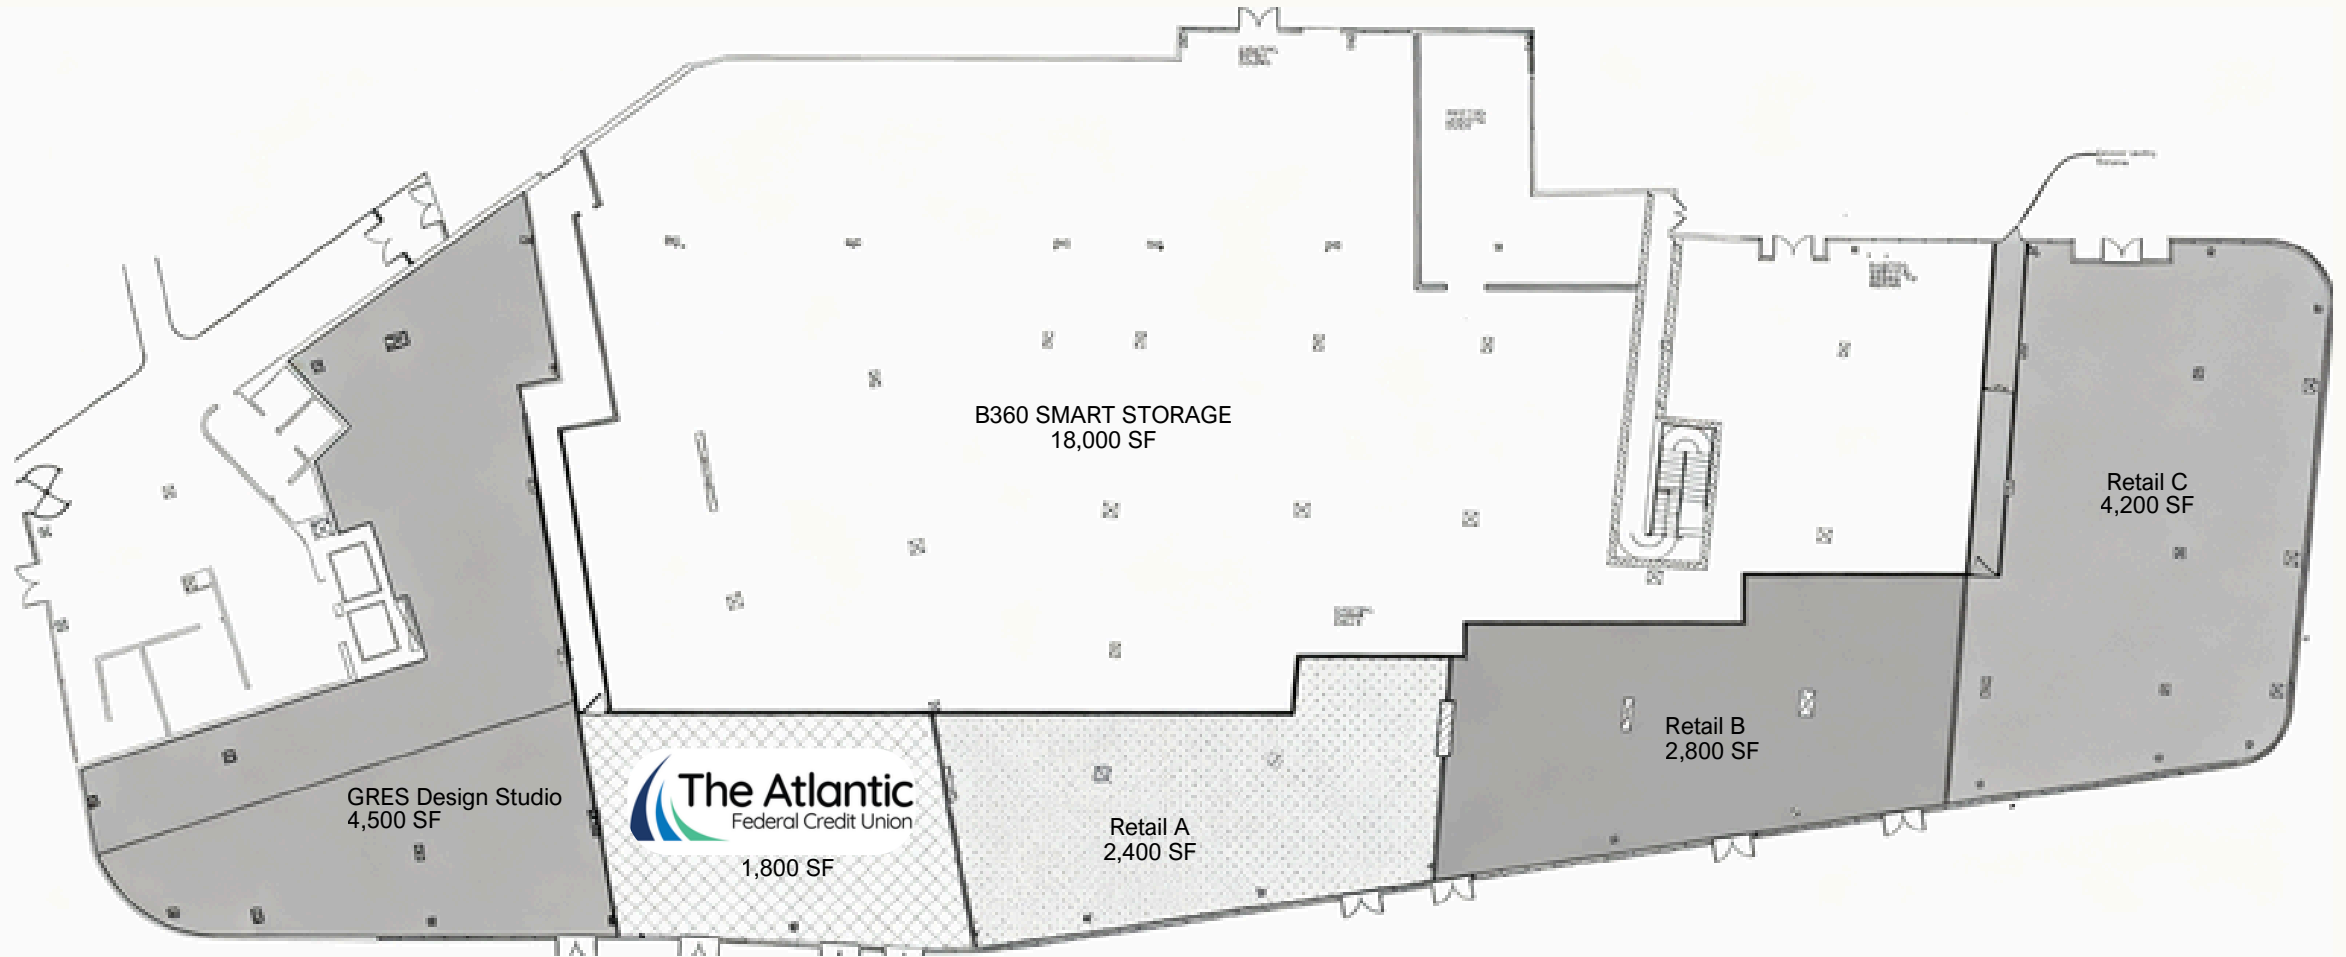 B360 SMART STORAGE
18,000 SF
Retail C
4,200 SF
Retail B
2,800 SF
GRES Design Studio
4,500 SF
The Atlantic
Federal Credit Union
1,800 SF
Retail A
2,400 SF